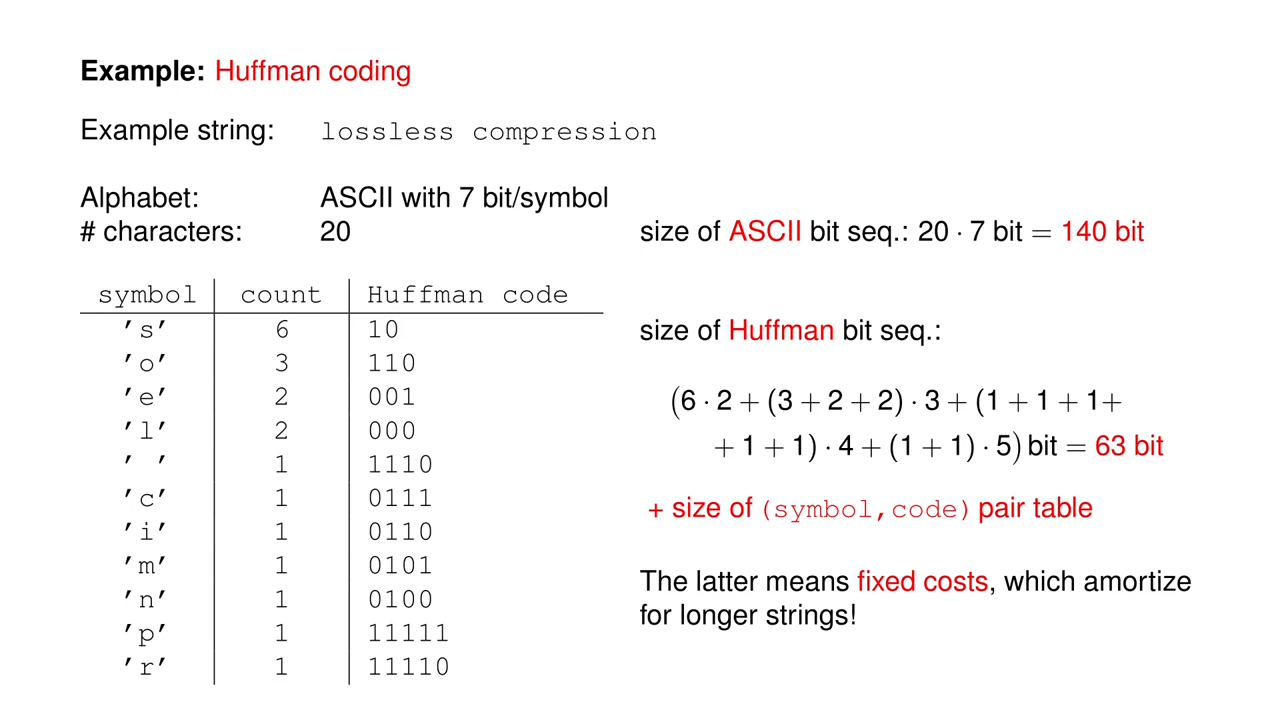 Example: Huffman coding
Example string: lossless compression
Alphabet: ASCII with 7 bit/symbol
# characters: 20
size of ASCII bit seq.: 20 · 7 bit = 140 bit
symbol count Huffman code
's' 6 10
'o' 3 110
'e' 2 001
'l' 2 000
' ' 1 1110
'c' 1 0111
'i' 1 0110
'm' 1 0101
'n' 1 0100
'p' 1 11111
'r' 1 11110
size of Huffman bit seq.:
(6 · 2 + (3 + 2 + 2) · 3 + (1 + 1 + 1+
+ 1 + 1) · 4 + (1 + 1) · 5) bit = 63 bit
+ size of (symbol,code) pair table
The latter means fixed costs, which amortize
for longer strings!